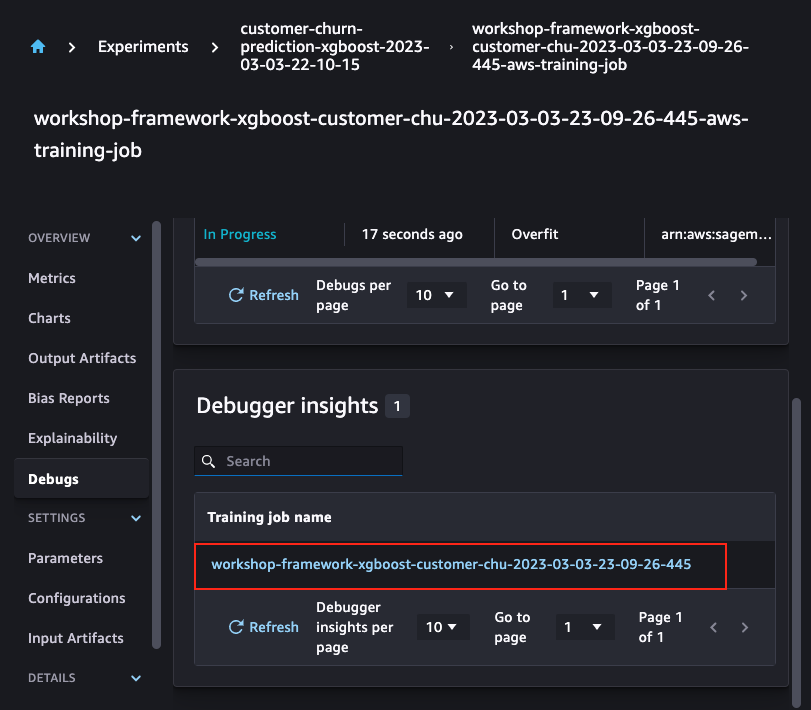 Experiments
customer-churn-
prediction-xgboost-2023-
03-03-22-10-15
workshop-framework-xgboost-
customer-chu-2023-03-03-23-09-26-
445-aws-training-job
workshop-framework-xgboost-customer-chu-2023-03-03-23-09-26-445-aws-
training-job
OVERVIEW
Metrics
Charts
Output Artifacts
Bias Reports
Explainability
Debugs
SETTINGS
Parameters
Configurations
Input Artifacts
DETAILS
In Progress 17 seconds ago Overfit arn:aws:sagem...
Refresh
Debugs per
page
10
Go to
page
1
Page 1
of 1
Debugger insights 1
Search
Training job name
workshop-framework-xgboost-customer-chu-2023-03-03-23-09-26-445
Refresh
Debugger
insights per
page
10
Go to
page
1
Page 1
of 1